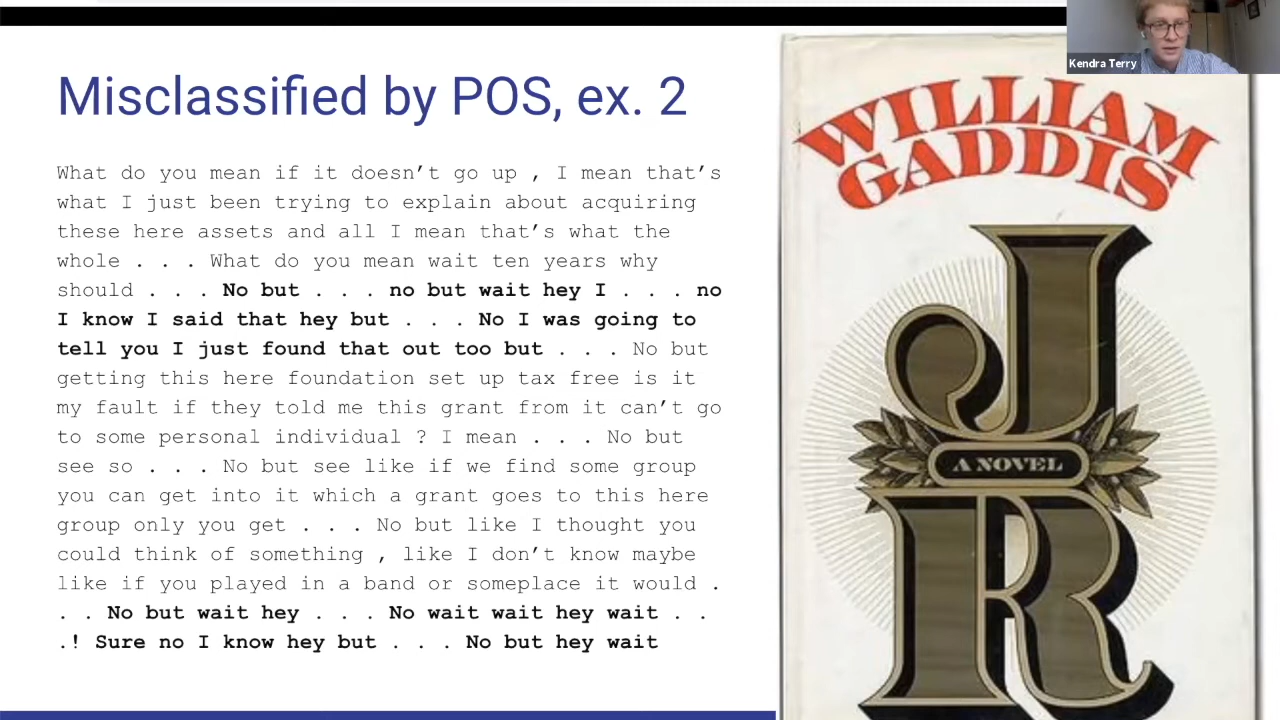 Misclassified by POS, ex. 2
What do you mean if it doesn't go up , I mean that's
what I just been trying to explain about acquiring
these here assets and all I mean that's what the
whole . . . What do you mean wait ten years why
should . . . No but . . . no but wait hey I . . . no
I know I said that hey but . . . No I was going to
tell you I just found that out too but . . . No but
getting this here foundation set up tax free is it
my fault if they told me this grant from it can't go
to some personal individual ? I mean . . . No but
see so . . . No but see like if we find some group
you can get into it which a grant goes to this here
group only you get . . . No but like I thought you
could think of something , like I don't know maybe
like if you played in a band or someplace it would .
. . No but wait hey . . . No wait wait hey wait . .
.! Sure no I know hey but . . . No but hey wait
WILLIAM
GADDIS
J
A NOVEL
R
Kendra Terry